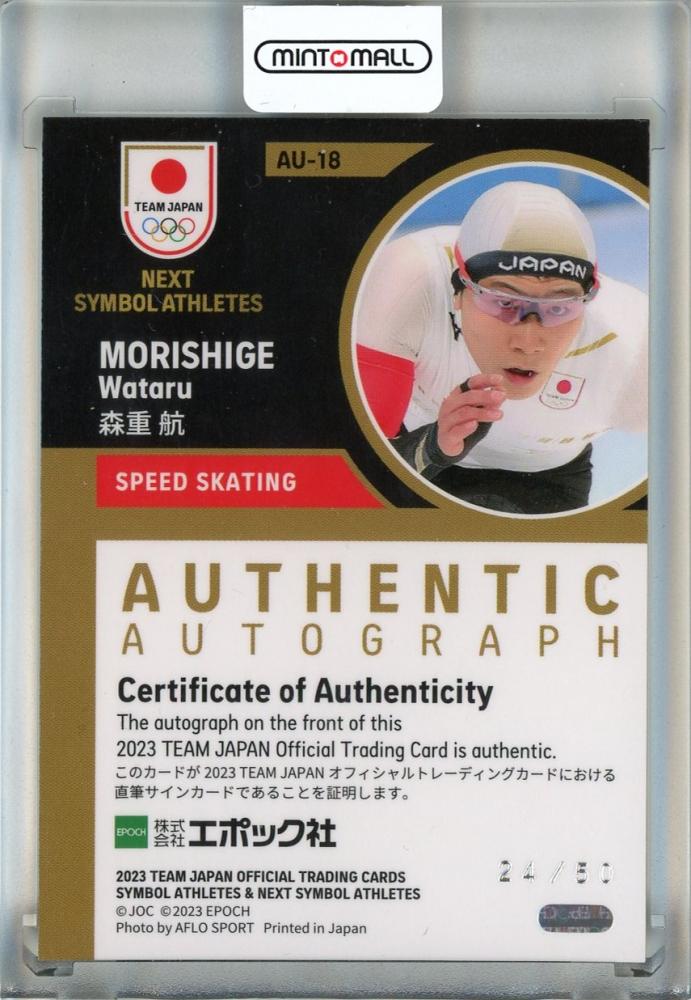 MINT MALL
AU-18
TEAM JAPAN
NEXT
SYMBOL ATHLETES
MORISHIGE
Wataru
森重 航
JAPAN
SPEED SKATING
AUTHENTIC
AUTOGRAPH
Certificate of Authenticity
The autograph on the front of this
2023 TEAM JAPAN Official Trading Card is authentic.
このカードが 2023 TEAM JAPAN オフィシャルトレーディングカードにおける
直筆サインカードであることを証明します。
EPOCH 株式会社エポック社
24/50
2023 TEAM JAPAN OFFICIAL TRADING CARDS
SYMBOL ATHLETES & NEXT SYMBOL ATHLETES
©JOC ©2023 EPOCH
Photo by AFLO SPORT Printed in Japan